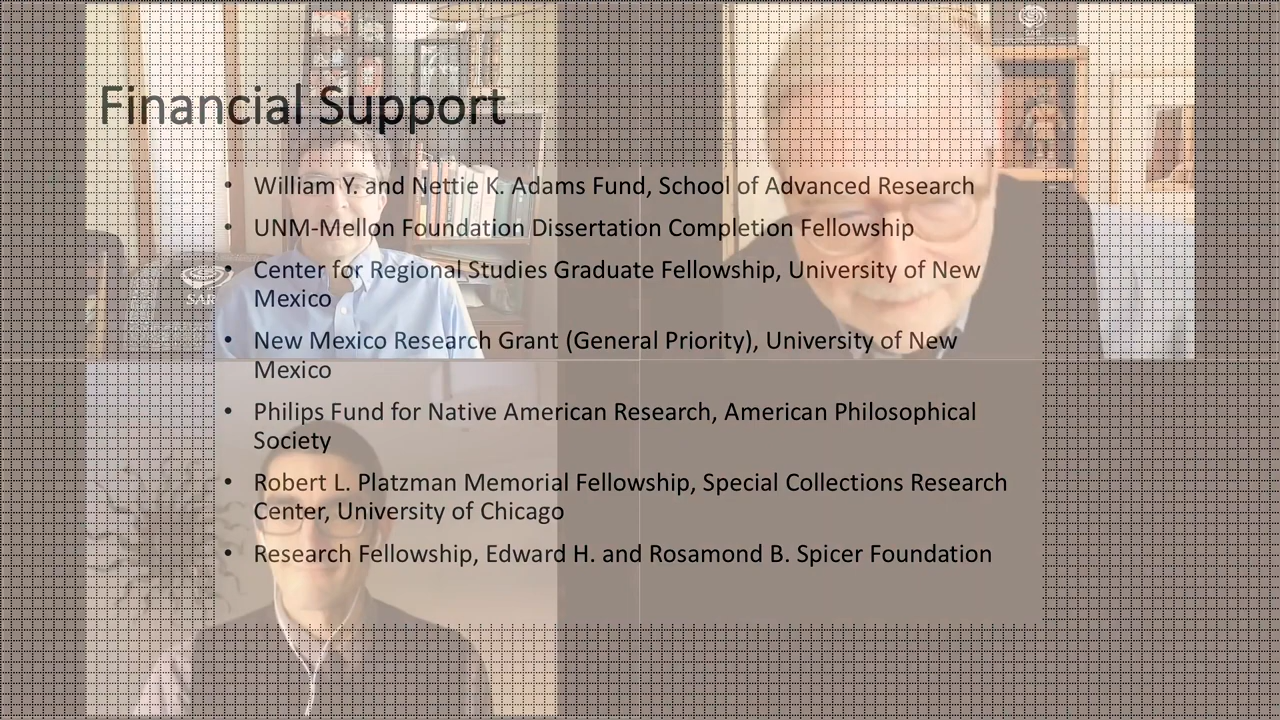 SAR
Financial Support
• William Y. and Nettie K. Adams Fund, School of Advanced Research
• UNM-Mellon Foundation Dissertation Completion Fellowship
• Center for Regional Studies Graduate Fellowship, University of New
Mexico
SAR
• New Mexico Research Grant (General Priority), University of New
Mexico
• Philips Fund for Native American Research, American Philosophical
Society
• Robert L. Platzman Memorial Fellowship, Special Collections Research
Center, University of Chicago
• Research Fellowship, Edward H. and Rosamond B. Spicer Foundation